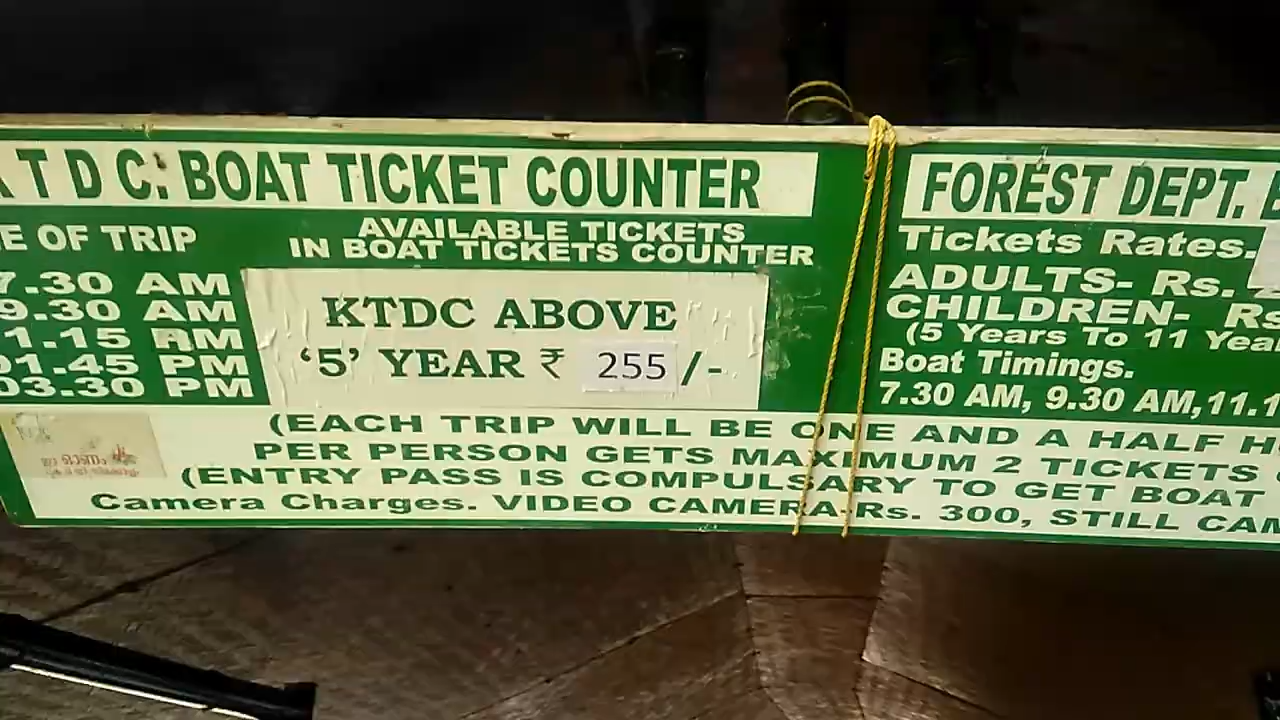 T D C. BOAT TICKET COUNTER
E OF TRIP
7.30 AM
9.30 AM
1.15 RM
01.45 PM
03.30 PM
AVAILABLE TICKETS
IN BOAT TICKETS COUNTER
KTDC ABOVE
‘5’ YEAR ₹ 255 /-
FOREST DEPT.
Tickets Rates.
ADULTS- Rs.
CHILDREN- Rs
(5 Years To 11 Year
Boat Timings.
7.30 AM, 9.30 AM, 11.1
(EACH TRIP WILL BE ONE AND A HALF H
PER PERSON GETS MAXIMUM 2 TICKETS
(ENTRY PASS IS COMPULSARY TO GET BOAT
Camera Charges. VIDEO CAMERA-Rs. 300, STILL CAM
ഓണം